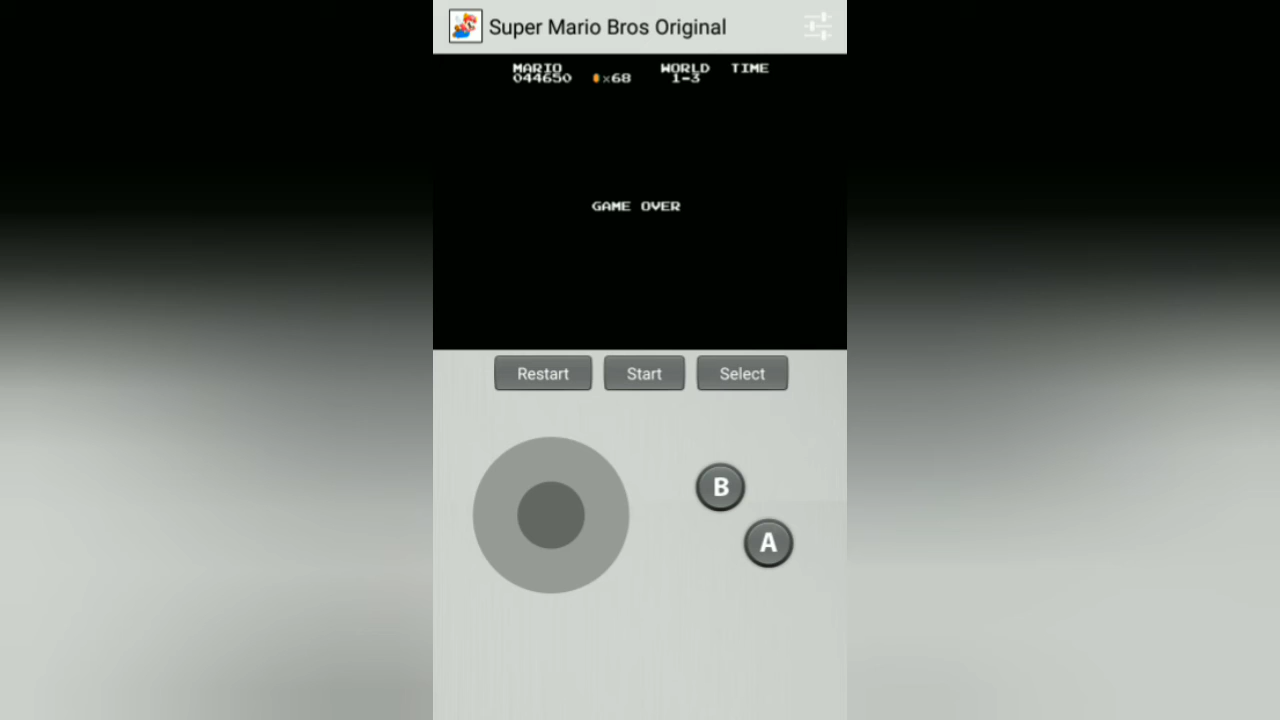 Super Mario Bros Original
MARIO WORLD TIME
044650 ×68 1-3
GAME OVER
Restart Start Select
B
A